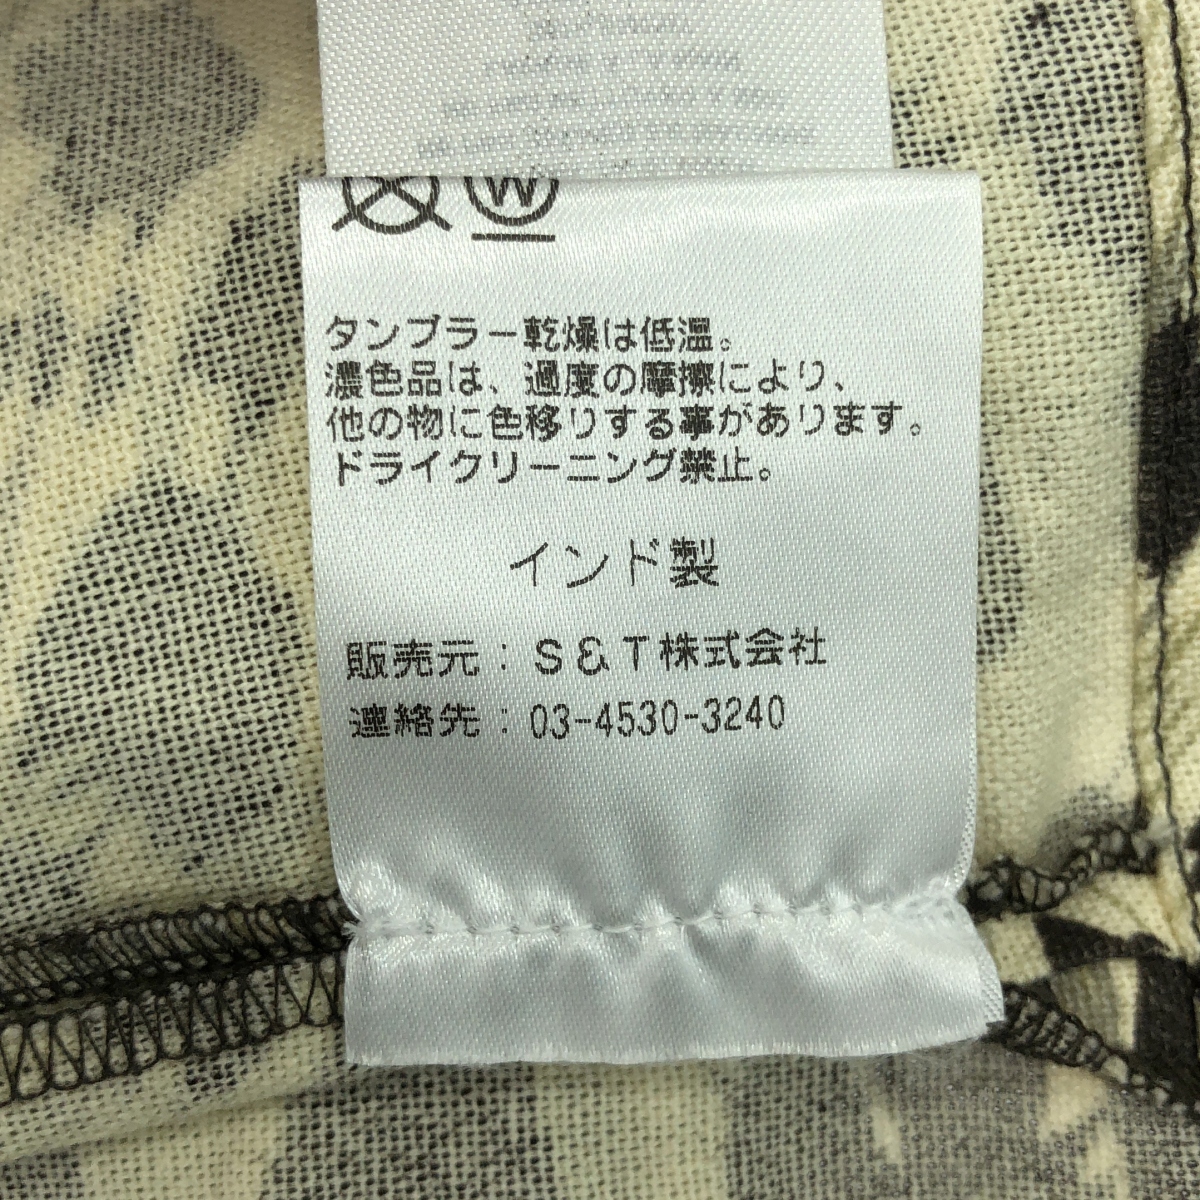 W
タンブラー乾燥は低温。
濃色品は、過度の摩擦により、
他の物に色移りする事があります。
ドライクリーニング禁止。
インド製
販売元：S&T株式会社
連絡先：03-4530-3240